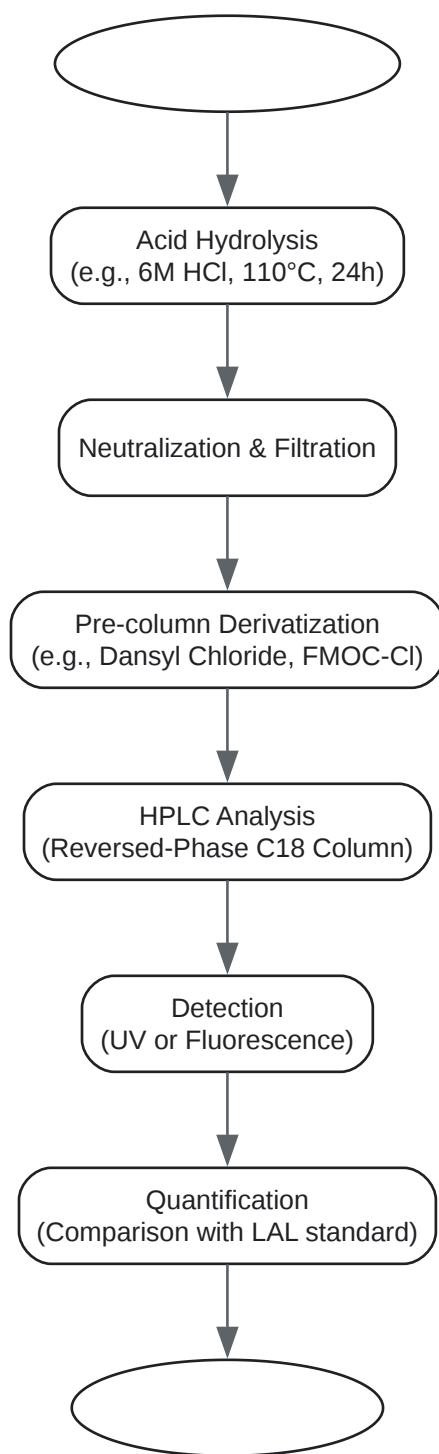 Acid Hydrolysis
(e.g., 6M HCl, 110°C, 24h)
Neutralization & Filtration
Pre-column Derivatization
(e.g., Dansyl Chloride, FMOC-Cl)
HPLC Analysis
(Reversed-Phase C18 Column)
Detection
(UV or Fluorescence)
Quantification
(Comparison with LAL standard)